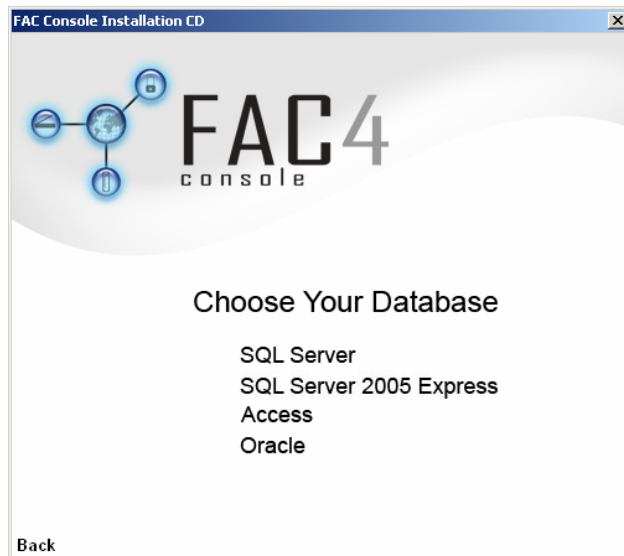 FAC Console Installation CD
FAC4
console
Choose Your Database
SQL Server
SQL Server 2005 Express
Access
Oracle
Back